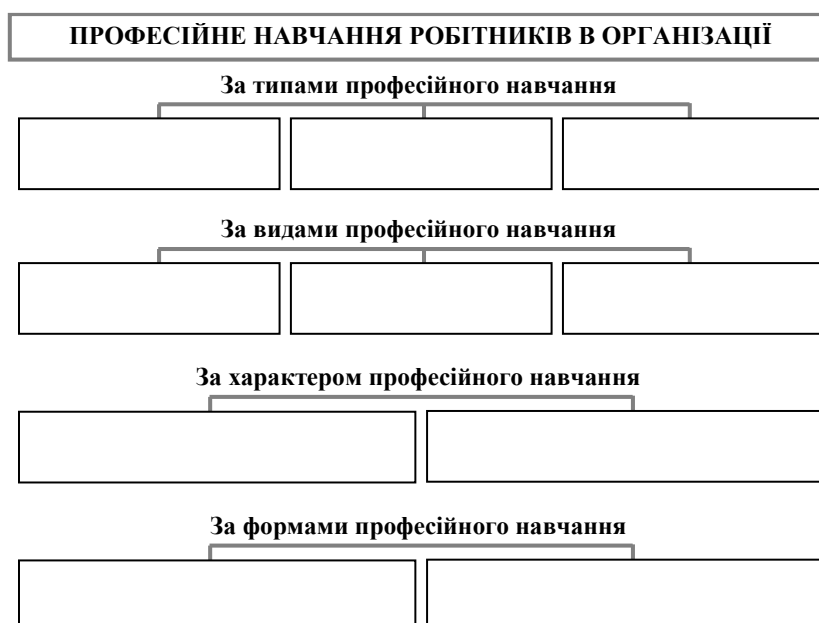 ПРОФЕСІЙНЕ НАВЧАННЯ РОБІТНИКІВ В ОРГАНІЗАЦІЇ
За типами професійного навчання
За видами професійного навчання
За характером професійного навчання
За формами професійного навчання